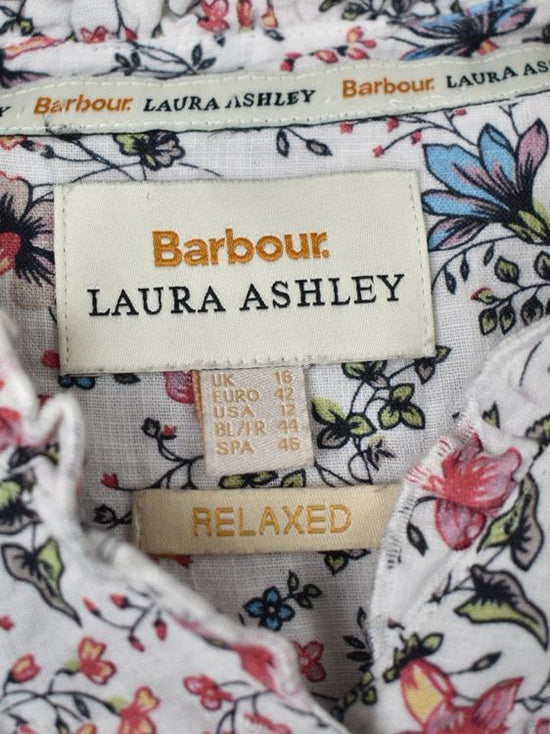 Barbour. LAURA ASHLEY Barbour. LAURA
Barbour.
LAURA ASHLEY
UK 16
EURO 42
USA 12
BL/FR 44
SPA 46
RELAXED